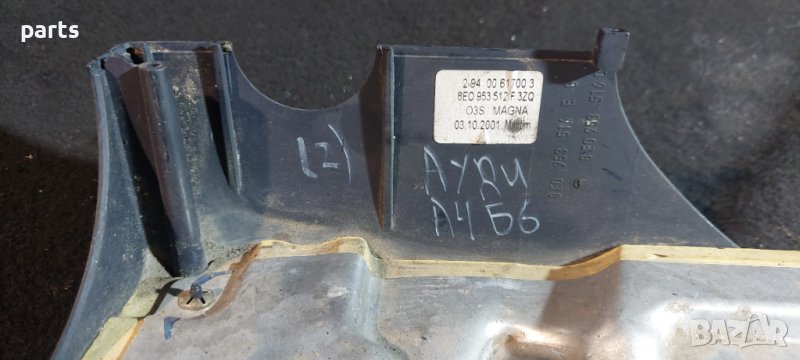 parts
2-94 00 61700 3
8E0 953 512 F 3ZQ
O3S MAGNA
03.10.2001
(2)
АУДИ
А4 Б6
BAZAR